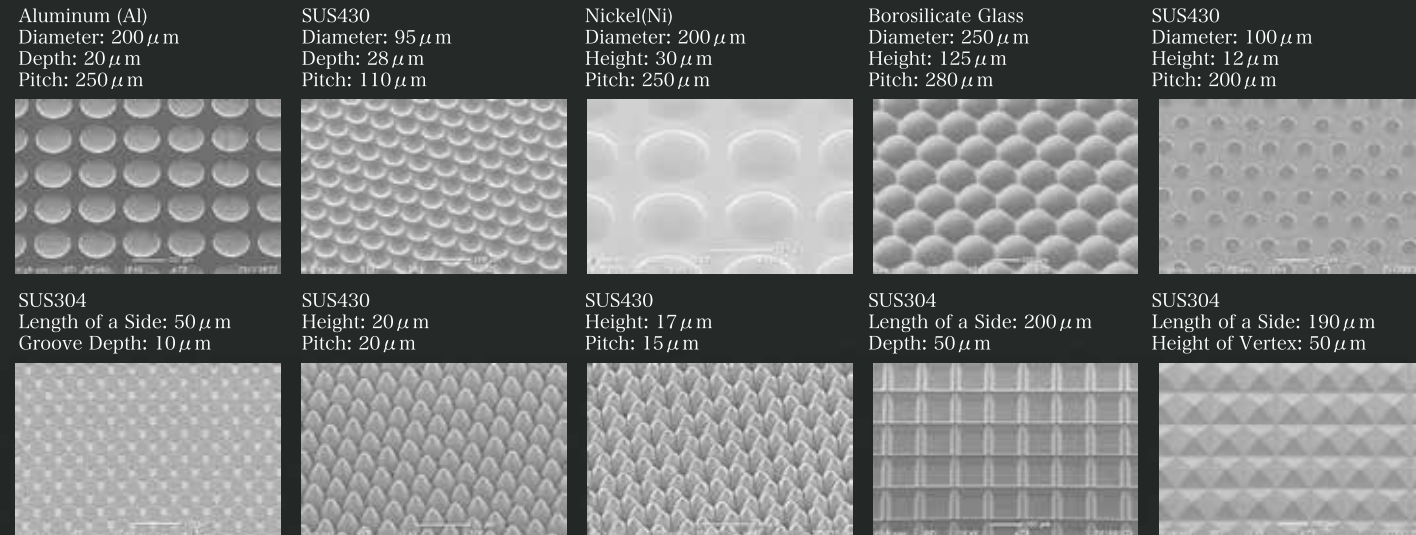 Aluminum (Al)
Diameter: 200μm
Depth: 20μm
Pitch: 250μm
SUS430
Diameter: 95μm
Depth: 28μm
Pitch: 110μm
Nickel(Ni)
Diameter: 200μm
Height: 30μm
Pitch: 250μm
Borosilicate Glass
Diameter: 250μm
Height: 125μm
Pitch: 280μm
SUS430
Diameter: 100μm
Height: 12μm
Pitch: 200μm
SUS304
Length of a Side: 50μm
Groove Depth: 10μm
SUS430
Height: 20μm
Pitch: 20μm
SUS430
Height: 17μm
Pitch: 15μm
SUS304
Length of a Side: 200μm
Depth: 50μm
SUS304
Length of a Side: 190μm
Height of Vertex: 50μm